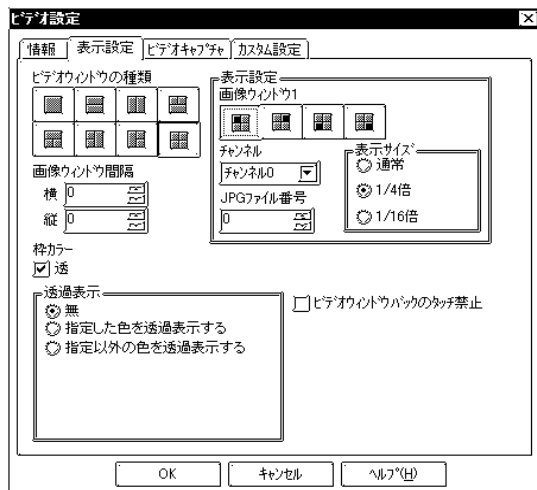 ビデオ設定
情報 表示設定 ビデオキャプチャ カスタム設定
ビデオウィンドウの種類
画像ウィンドウ間隔
横 0
縦 0
枠カラー
透
透過表示
無
指定した色を透過表示する
指定以外の色を透過表示する
表示設定
画像ウィンドウ1
チャンネル
チャンネル0
JPGファイル番号
0
表示サイズ
通常
1/4倍
1/16倍
ビデオウィンドウバックのタッチ禁止
OK キャンセル ヘルプ(H)